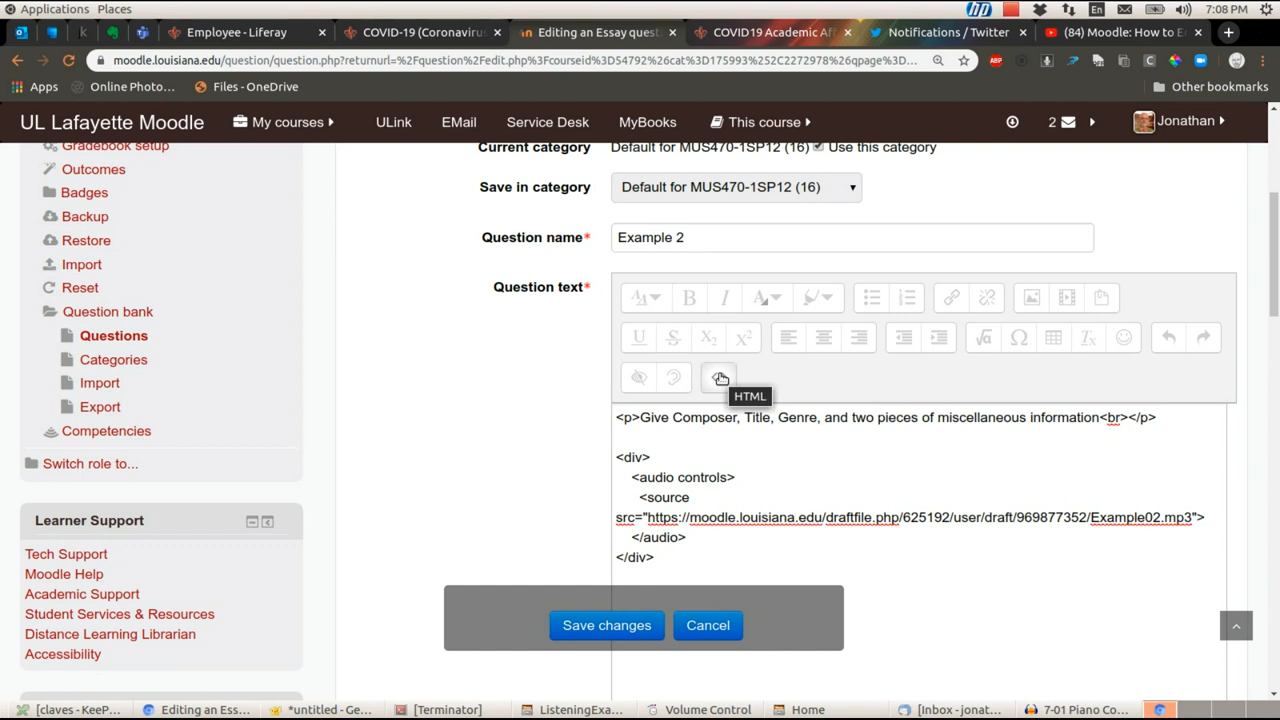 Applications Places
En 7:08 PM
Employee - Liferay
COVID-19 (Coronavirus
Editing an Essay quest
COVID19 Academic Aff
Notifications / Twitter
(84) Moodle: How to E
moodle.louisiana.edu/question/question.php?returnurl=%2Fquestion%2Fedit.php%3Fcourseid%3D54792%26cat%3D175993%252C2272978%26qpage%3D...
ABP
Apps
Online Photo...
Files - OneDrive
Other bookmarks
UL Lafayette Moodle
My courses
ULink
EMail
Service Desk
MyBooks
This course
2
Jonathan
Gradebook setup
Outcomes
Badges
Backup
Restore
Import
Reset
Question bank
Questions
Categories
Import
Export
Competencies
Switch role to...
Learner Support
Tech Support
Moodle Help
Academic Support
Student Services & Resources
Distance Learning Librarian
Accessibility
Current category
Default for MUS470-1SP12 (16) Use this category
Save in category
Default for MUS470-1SP12 (16)
Question name*
Example 2
Question text*
HTML
<p>Give Composer, Title, Genre, and two pieces of miscellaneous information<br></p>
<div>
<audio controls>
<source
src="https://moodle.louisiana.edu/draftfile.php/625192/user/draft/969877352/Example02.mp3">
</audio>
</div>
Save changes
Cancel
[claves - KeeP...
Editing an Ess...
*untitled - Ge...
[Terminator]
ListeningExa...
Volume Control
Home
[Inbox - jonat...
7-01 Piano Co...